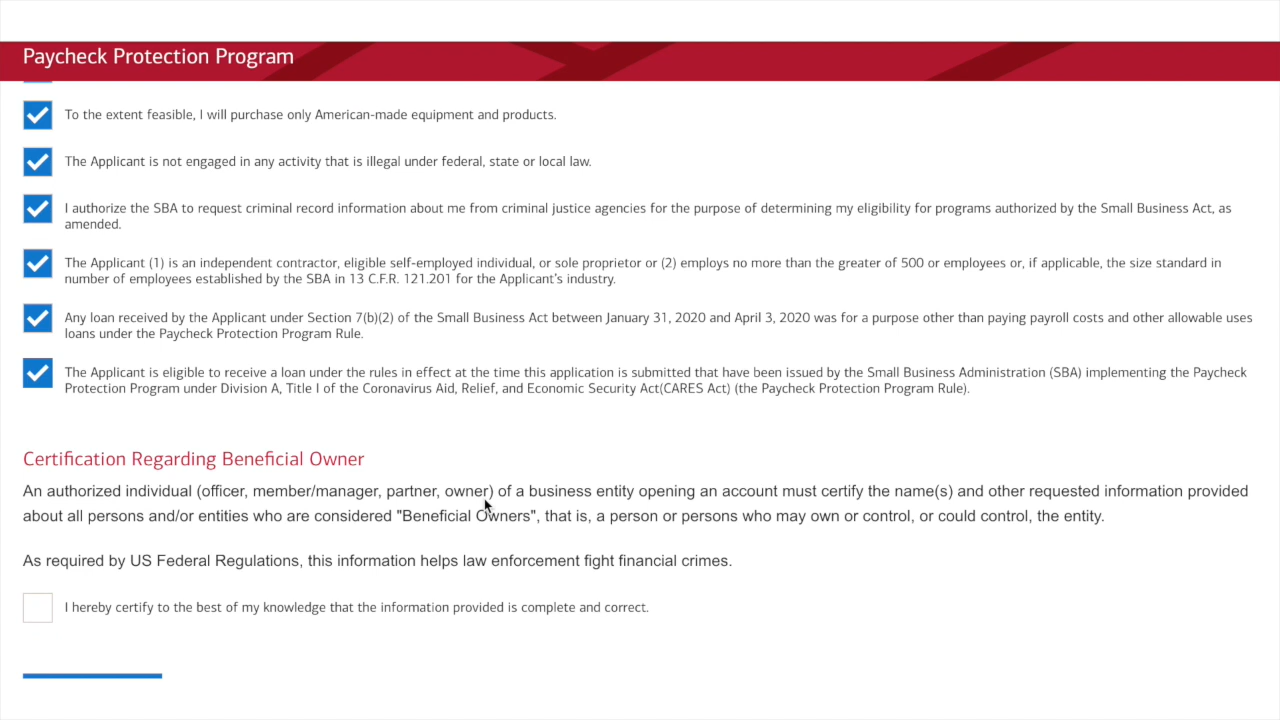 Paycheck Protection Program
To the extent feasible, I will purchase only American-made equipment and products.
The Applicant is not engaged in any activity that is illegal under federal, state or local law.
I authorize the SBA to request criminal record information about me from criminal justice agencies for the purpose of determining my eligibility for programs authorized by the Small Business Act, as
amended.
The Applicant (1) is an independent contractor, eligible self-employed individual, or sole proprietor or (2) employs no more than the greater of 500 or employees or, if applicable, the size standard in
number of employees established by the SBA in 13 C.F.R. 121.201 for the Applicant's industry.
Any loan received by the Applicant under Section 7(b)(2) of the Small Business Act between January 31, 2020 and April 3, 2020 was for a purpose other than paying payroll costs and other allowable uses
loans under the Paycheck Protection Program Rule.
The Applicant is eligible to receive a loan under the rules in effect at the time this application is submitted that have been issued by the Small Business Administration (SBA) implementing the Paycheck
Protection Program under Division A, Title I of the Coronavirus Aid, Relief, and Economic Security Act(CARES Act) (the Paycheck Protection Program Rule).
Certification Regarding Beneficial Owner
An authorized individual (officer, member/manager, partner, owner) of a business entity opening an account must certify the name(s) and other requested information provided
about all persons and/or entities who are considered "Beneficial Owners", that is, a person or persons who may own or control, or could control, the entity.
As required by US Federal Regulations, this information helps law enforcement fight financial crimes.
I hereby certify to the best of my knowledge that the information provided is complete and correct.